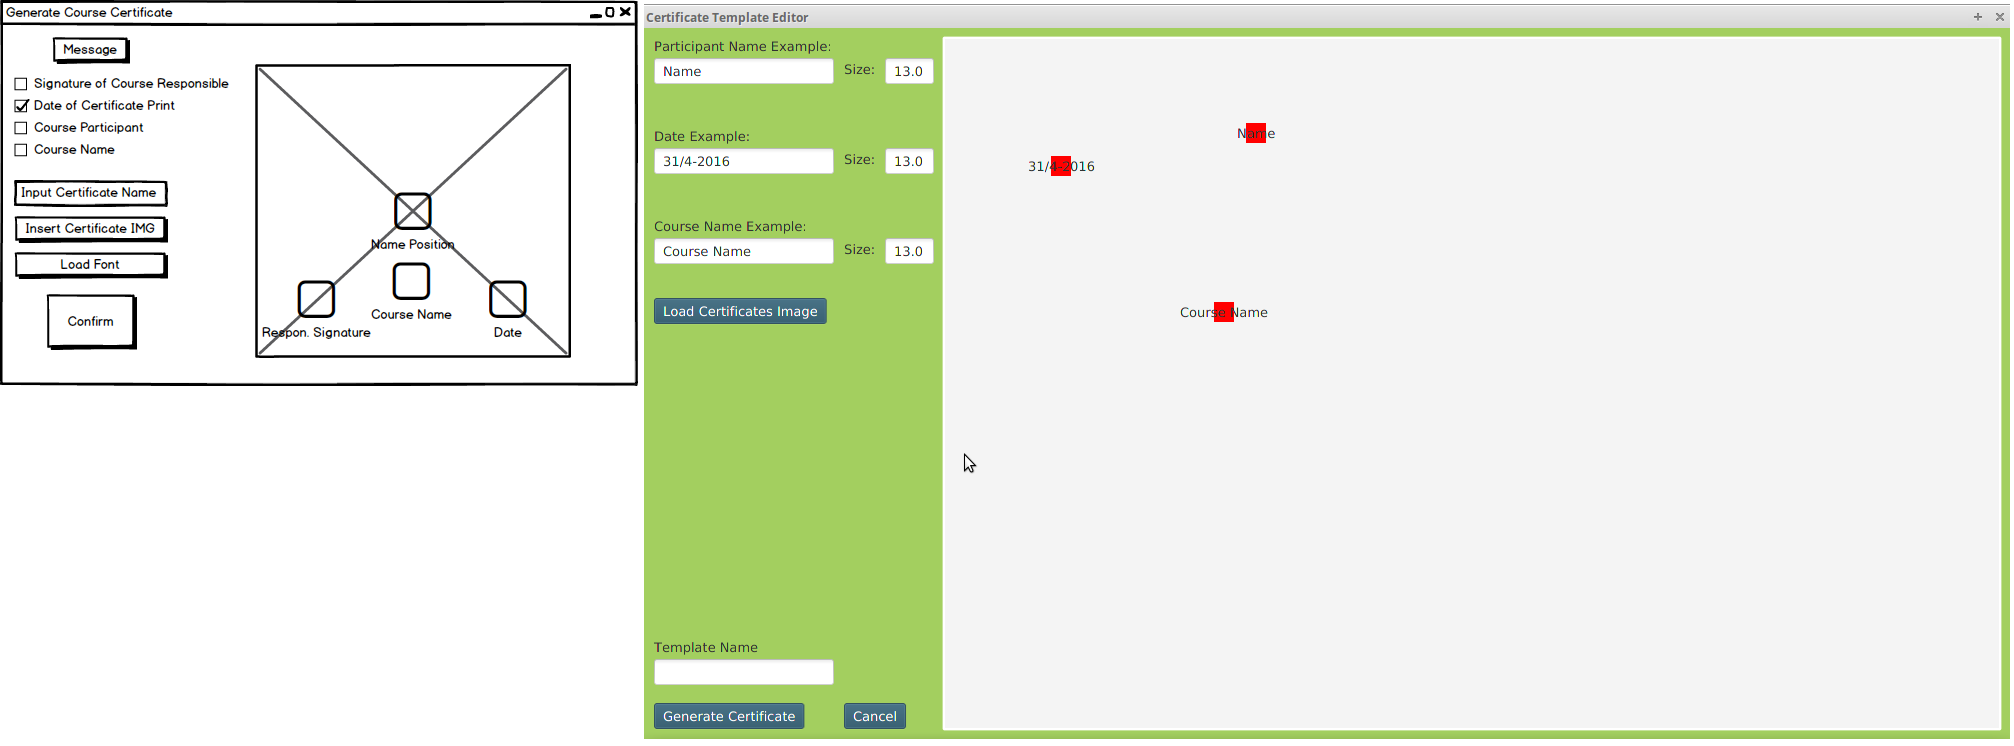 Generate Course Certificate
Message
Signature of Course Responsible
Date of Certificate Print
Course Participant
Course Name
Input Certificate Name
Insert Certificate IMG
Load Font
Confirm
Name Position
Course Name
Respon. Signature
Date
Certificate Template Editor
Participant Name Example:
Name
Size:
13.0
Date Example:
31/4-2016
Size:
13.0
Course Name Example:
Course Name
Size:
13.0
Load Certificates Image
Template Name
Generate Certificate
Cancel
Name
31/4-2016
Course Name